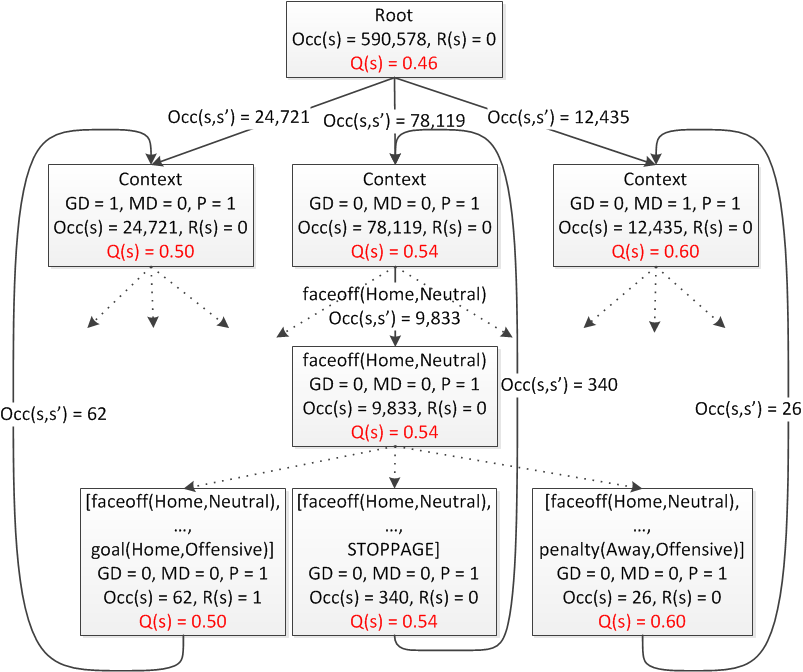 Root
Occ(s) = 590,578, R(s) = 0
Q(s) = 0.46
Occ(s,s’) = 24,721
Occ(s,s’) = 78,119
Occ(s,s’) = 12,435
Context
GD = 1, MD = 0, P = 1
Occ(s) = 24,721, R(s) = 0
Q(s) = 0.50
Context
GD = 0, MD = 0, P = 1
Occ(s) = 78,119, R(s) = 0
Q(s) = 0.54
Context
GD = 0, MD = 1, P = 1
Occ(s) = 12,435, R(s) = 0
Q(s) = 0.60
faceoff(Home,Neutral)
Occ(s,s’) = 9,833
faceoff(Home,Neutral)
GD = 0, MD = 0, P = 1
Occ(s) = 9,833, R(s) = 0
Q(s) = 0.54
Occ(s,s’) = 62
Occ(s,s’) = 340
Occ(s,s’) = 26
[faceoff(Home,Neutral),
...,
goal(Home,Offensive)]
GD = 0, MD = 0, P = 1
Occ(s) = 62, R(s) = 1
Q(s) = 0.50
[faceoff(Home,Neutral),
...,
STOPPAGE]
GD = 0, MD = 0, P = 1
Occ(s) = 340, R(s) = 0
Q(s) = 0.54
[faceoff(Home,Neutral),
...,
penalty(Away,Offensive)]
GD = 0, MD = 0, P = 1
Occ(s) = 26, R(s) = 0
Q(s) = 0.60